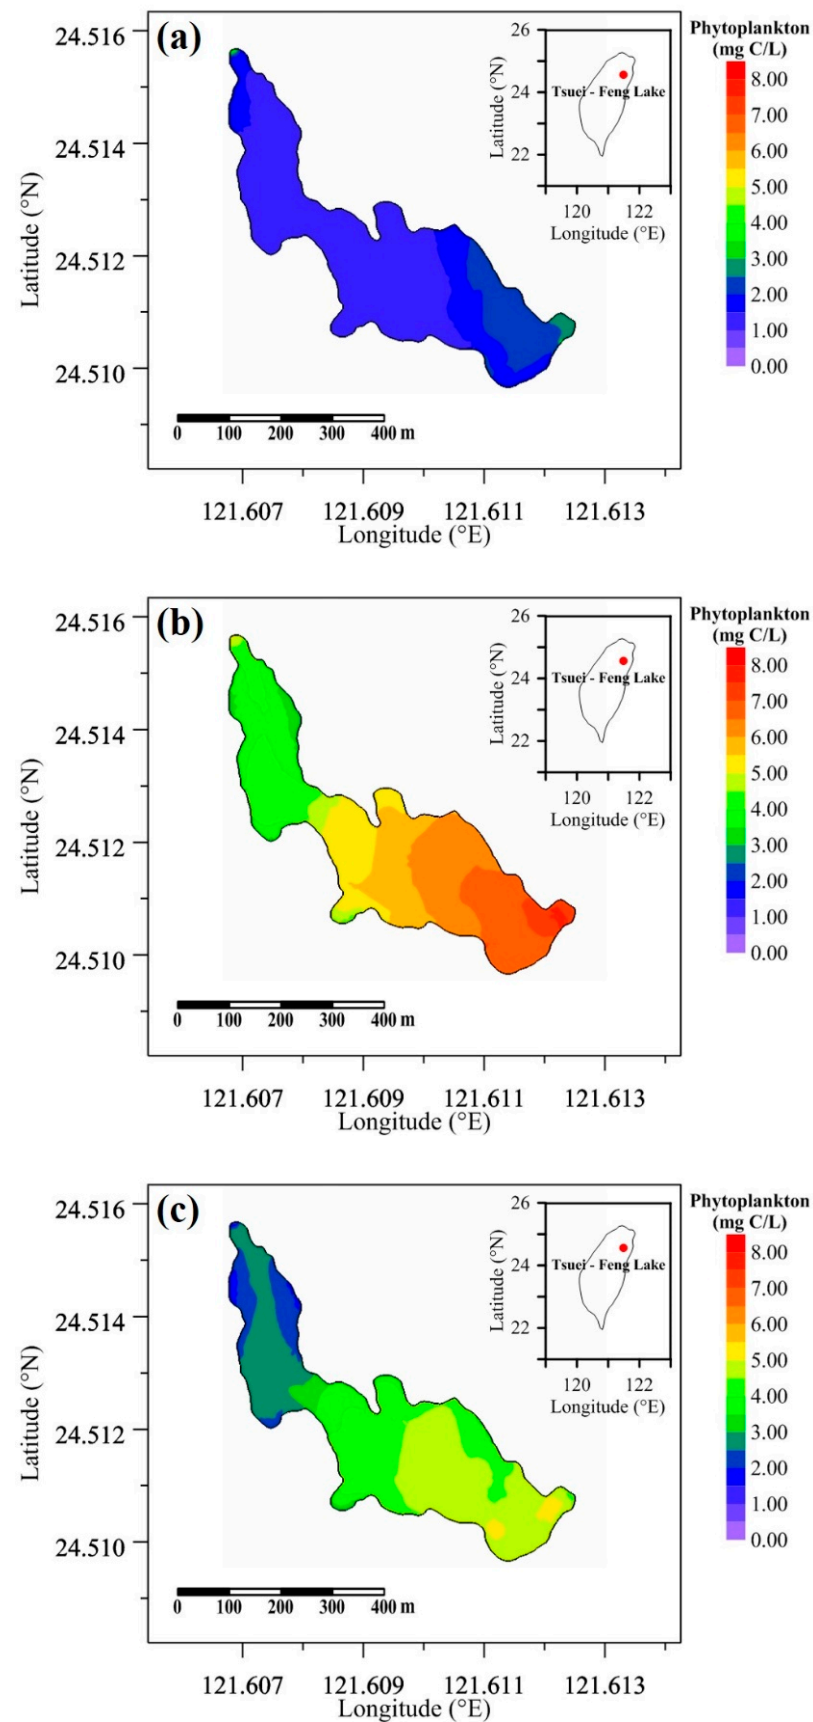 (a)
24.516
24.514
24.512
24.510
Latitude (°N)
0 100 200 300 400 m
121.607 121.609 121.611 121.613
Longitude (°E)
26
24
22
Latitude (°N)
Tsuei - Feng Lake
120 122
Longitude (°E)
Phytoplankton
(mg C/L)
8.00
7.00
6.00
5.00
4.00
3.00
2.00
1.00
0.00
(b)
24.516
24.514
24.512
24.510
Latitude (°N)
0 100 200 300 400 m
121.607 121.609 121.611 121.613
Longitude (°E)
26
24
22
Latitude (°N)
Tsuei - Feng Lake
120 122
Longitude (°E)
Phytoplankton
(mg C/L)
8.00
7.00
6.00
5.00
4.00
3.00
2.00
1.00
0.00
(c)
24.516
24.514
24.512
24.510
Latitude (°N)
0 100 200 300 400 m
121.607 121.609 121.611 121.613
Longitude (°E)
26
24
22
Latitude (°N)
Tsuei - Feng Lake
120 122
Longitude (°E)
Phytoplankton
(mg C/L)
8.00
7.00
6.00
5.00
4.00
3.00
2.00
1.00
0.00